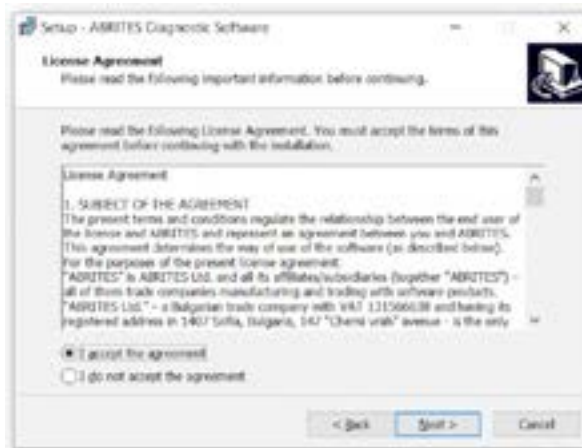 Setup - ABRITES Diagnostic Software
License Agreement
Please read the following important information before continuing.
Please read the following License Agreement. You must accept the terms of this
agreement before continuing with the installation.
License Agreement
1. SUBJECT OF THE AGREEMENT
The present terms and conditions regulate the relationship between the end user of
the license and ABRITES and represent an agreement between you and ABRITES.
This agreement determines the way of use of the software (as described below).
For the purposes of the present license agreement:
"ABRITES" is ABRITES Ltd. and all its affiliates/subsidiaries (together "ABRITES") -
all of them trade companies manufacturing and trading with software products.
"ABRITES Ltd." - a Bulgarian trade company with VAT and having its
registered address in 1407 Sofia, Bulgaria, 147 "Cherni vrah" avenue - is the only
I accept the agreement
I do not accept the agreement
< Back
Next >
Cancel